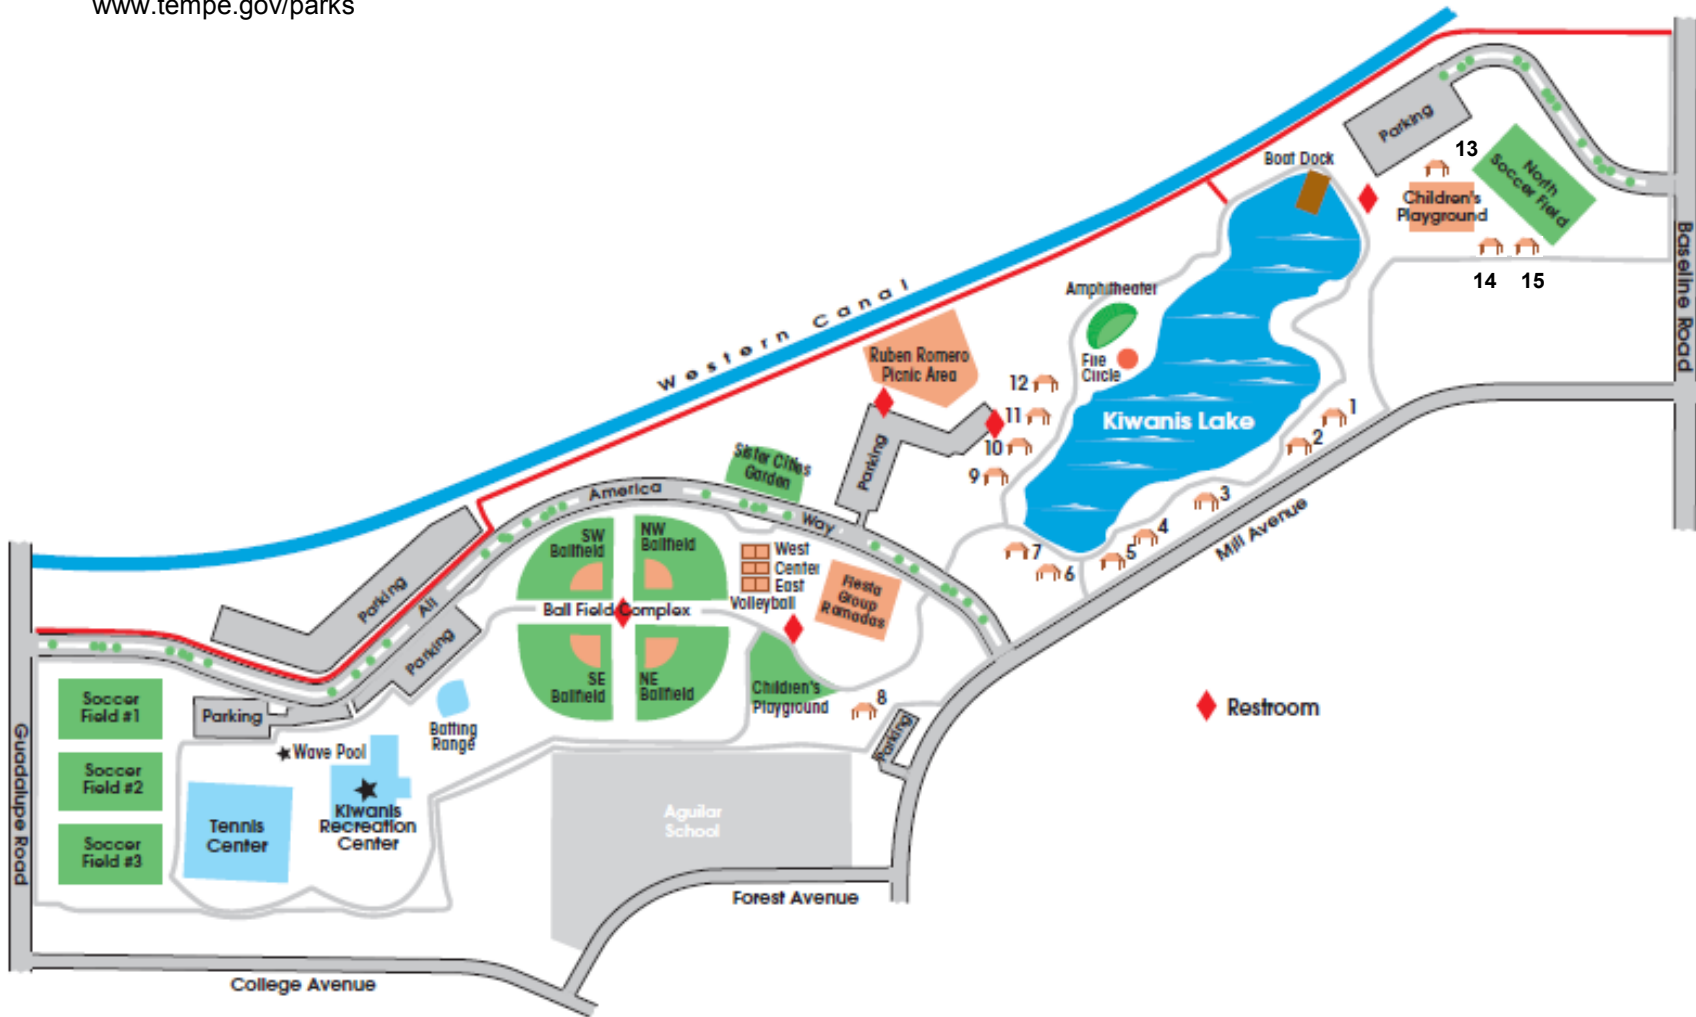 www.tempe.gov/parks
Parking
13
North
Soccer Field
Boat Dock
Children's
Playground
14
15
Baseline Road
Western Canal
Amphitheater
Fire
Circle
Ruben Romero
Picnic Area
12
11
10
9
Kiwanis Lake
1
2
3
4
5
6
7
Mill Avenue
Parking
Sister Cities
Garden
All America Way
SW
Ballfield
NW
Ballfield
West
Center
East
Volleyball
Fiesta
Group
Ramadas
Parking
Ball Field Complex
Parking
SE
Ballfield
NE
Ballfield
Children's
Playground
8
Parking
Restroom
Soccer
Field #1
Parking
Batting
Range
Wave Pool
Soccer
Field #2
Kiwanis
Recreation
Center
Tennis
Center
Soccer
Field #3
Guadalupe Road
Aguilar
School
Forest Avenue
College Avenue